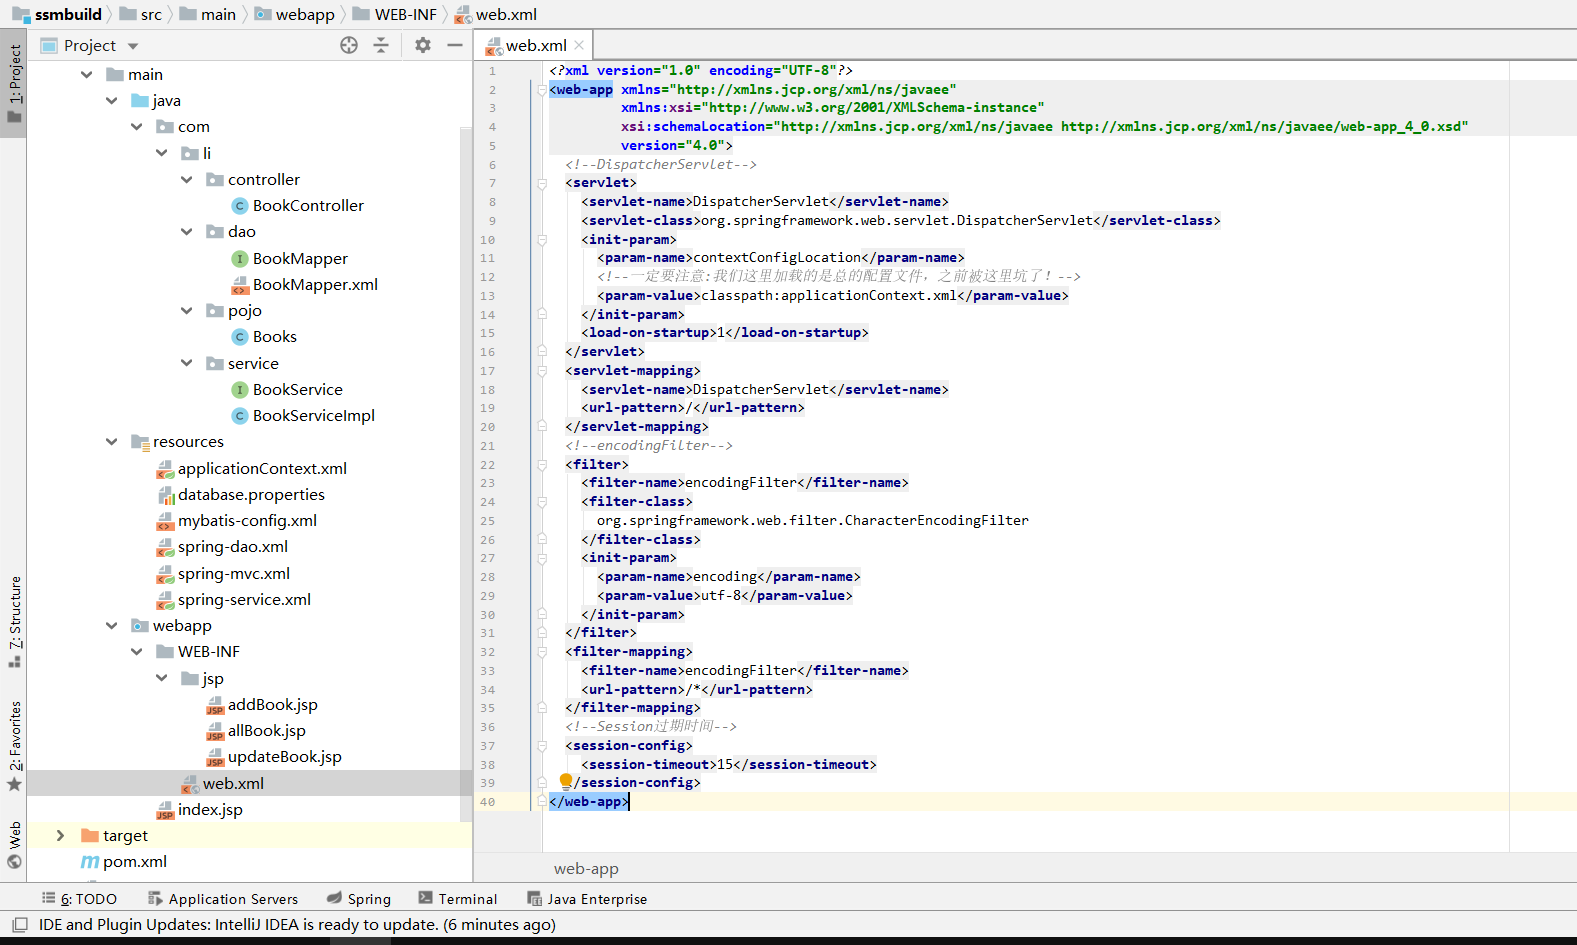 ssmbuild src main webapp WEB-INF web.xml
Project
web.xml
1: Project
7: Structure
2: Favorites
Web
main
java
com
li
controller
BookController
dao
BookMapper
BookMapper.xml
pojo
Books
service
BookService
BookServiceImpl
resources
applicationContext.xml
database.properties
mybatis-config.xml
spring-dao.xml
spring-mvc.xml
spring-service.xml
webapp
WEB-INF
jsp
addBook.jsp
allBook.jsp
updateBook.jsp
web.xml
index.jsp
target
pom.xml
1 <?xml version="1.0" encoding="UTF-8"?>
2 <web-app xmlns="http://xmlns.jcp.org/xml/ns/javaee"
3 xmlns:xsi="http://www.w3.org/2001/XMLSchema-instance"
4 xsi:schemaLocation="http://xmlns.jcp.org/xml/ns/javaee http://xmlns.jcp.org/xml/ns/javaee/web-app_4_0.xsd"
5 version="4.0">
6 <!--DispatcherServlet-->
7 <servlet>
8 <servlet-name>DispatcherServlet</servlet-name>
9 <servlet-class>org.springframework.web.servlet.DispatcherServlet</servlet-class>
10 <init-param>
11 <param-name>contextConfigLocation</param-name>
12 <!--一定要注意:我们这里加载的是总的配置文件，之前被这里坑了！-->
13 <param-value>classpath:applicationContext.xml</param-value>
14 </init-param>
15 <load-on-startup>1</load-on-startup>
16 </servlet>
17 <servlet-mapping>
18 <servlet-name>DispatcherServlet</servlet-name>
19 <url-pattern>/</url-pattern>
20 </servlet-mapping>
21 <!--encodingFilter-->
22 <filter>
23 <filter-name>encodingFilter</filter-name>
24 <filter-class>
25 org.springframework.web.filter.CharacterEncodingFilter
26 </filter-class>
27 <init-param>
28 <param-name>encoding</param-name>
29 <param-value>utf-8</param-value>
30 </init-param>
31 </filter>
32 <filter-mapping>
33 <filter-name>encodingFilter</filter-name>
34 <url-pattern>/*</url-pattern>
35 </filter-mapping>
36 <!--Session过期时间-->
37 <session-config>
38 <session-timeout>15</session-timeout>
39 /session-config>
40 </web-app>
web-app
6: TODO Application Servers Spring Terminal Java Enterprise
IDE and Plugin Updates: IntelliJ IDEA is ready to update. (6 minutes ago)